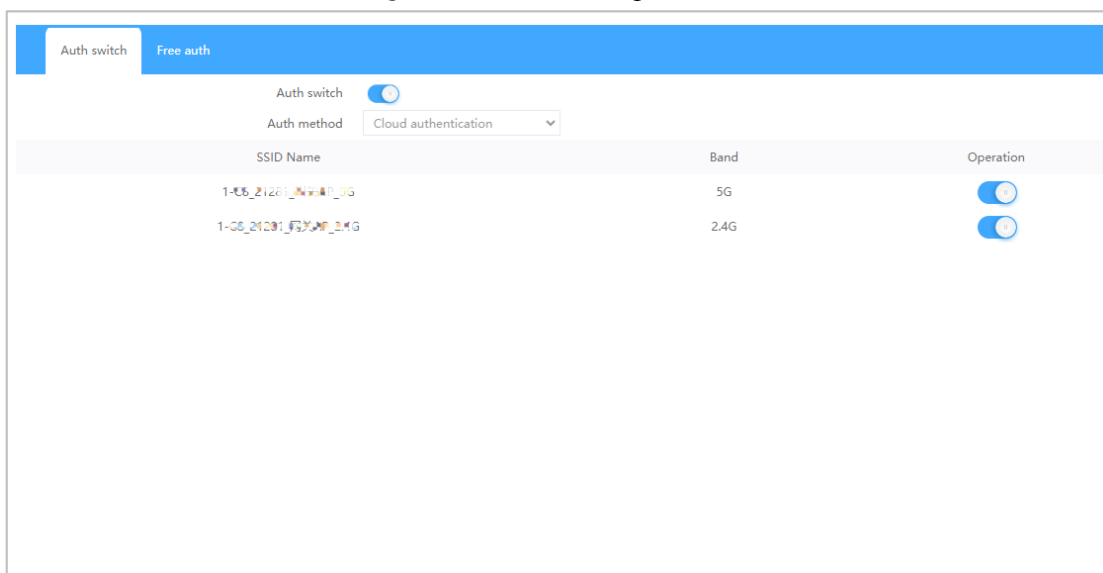 Auth switch Free auth
Auth switch
Auth method Cloud authentication
SSID Name Band Operation
5G
2.4G